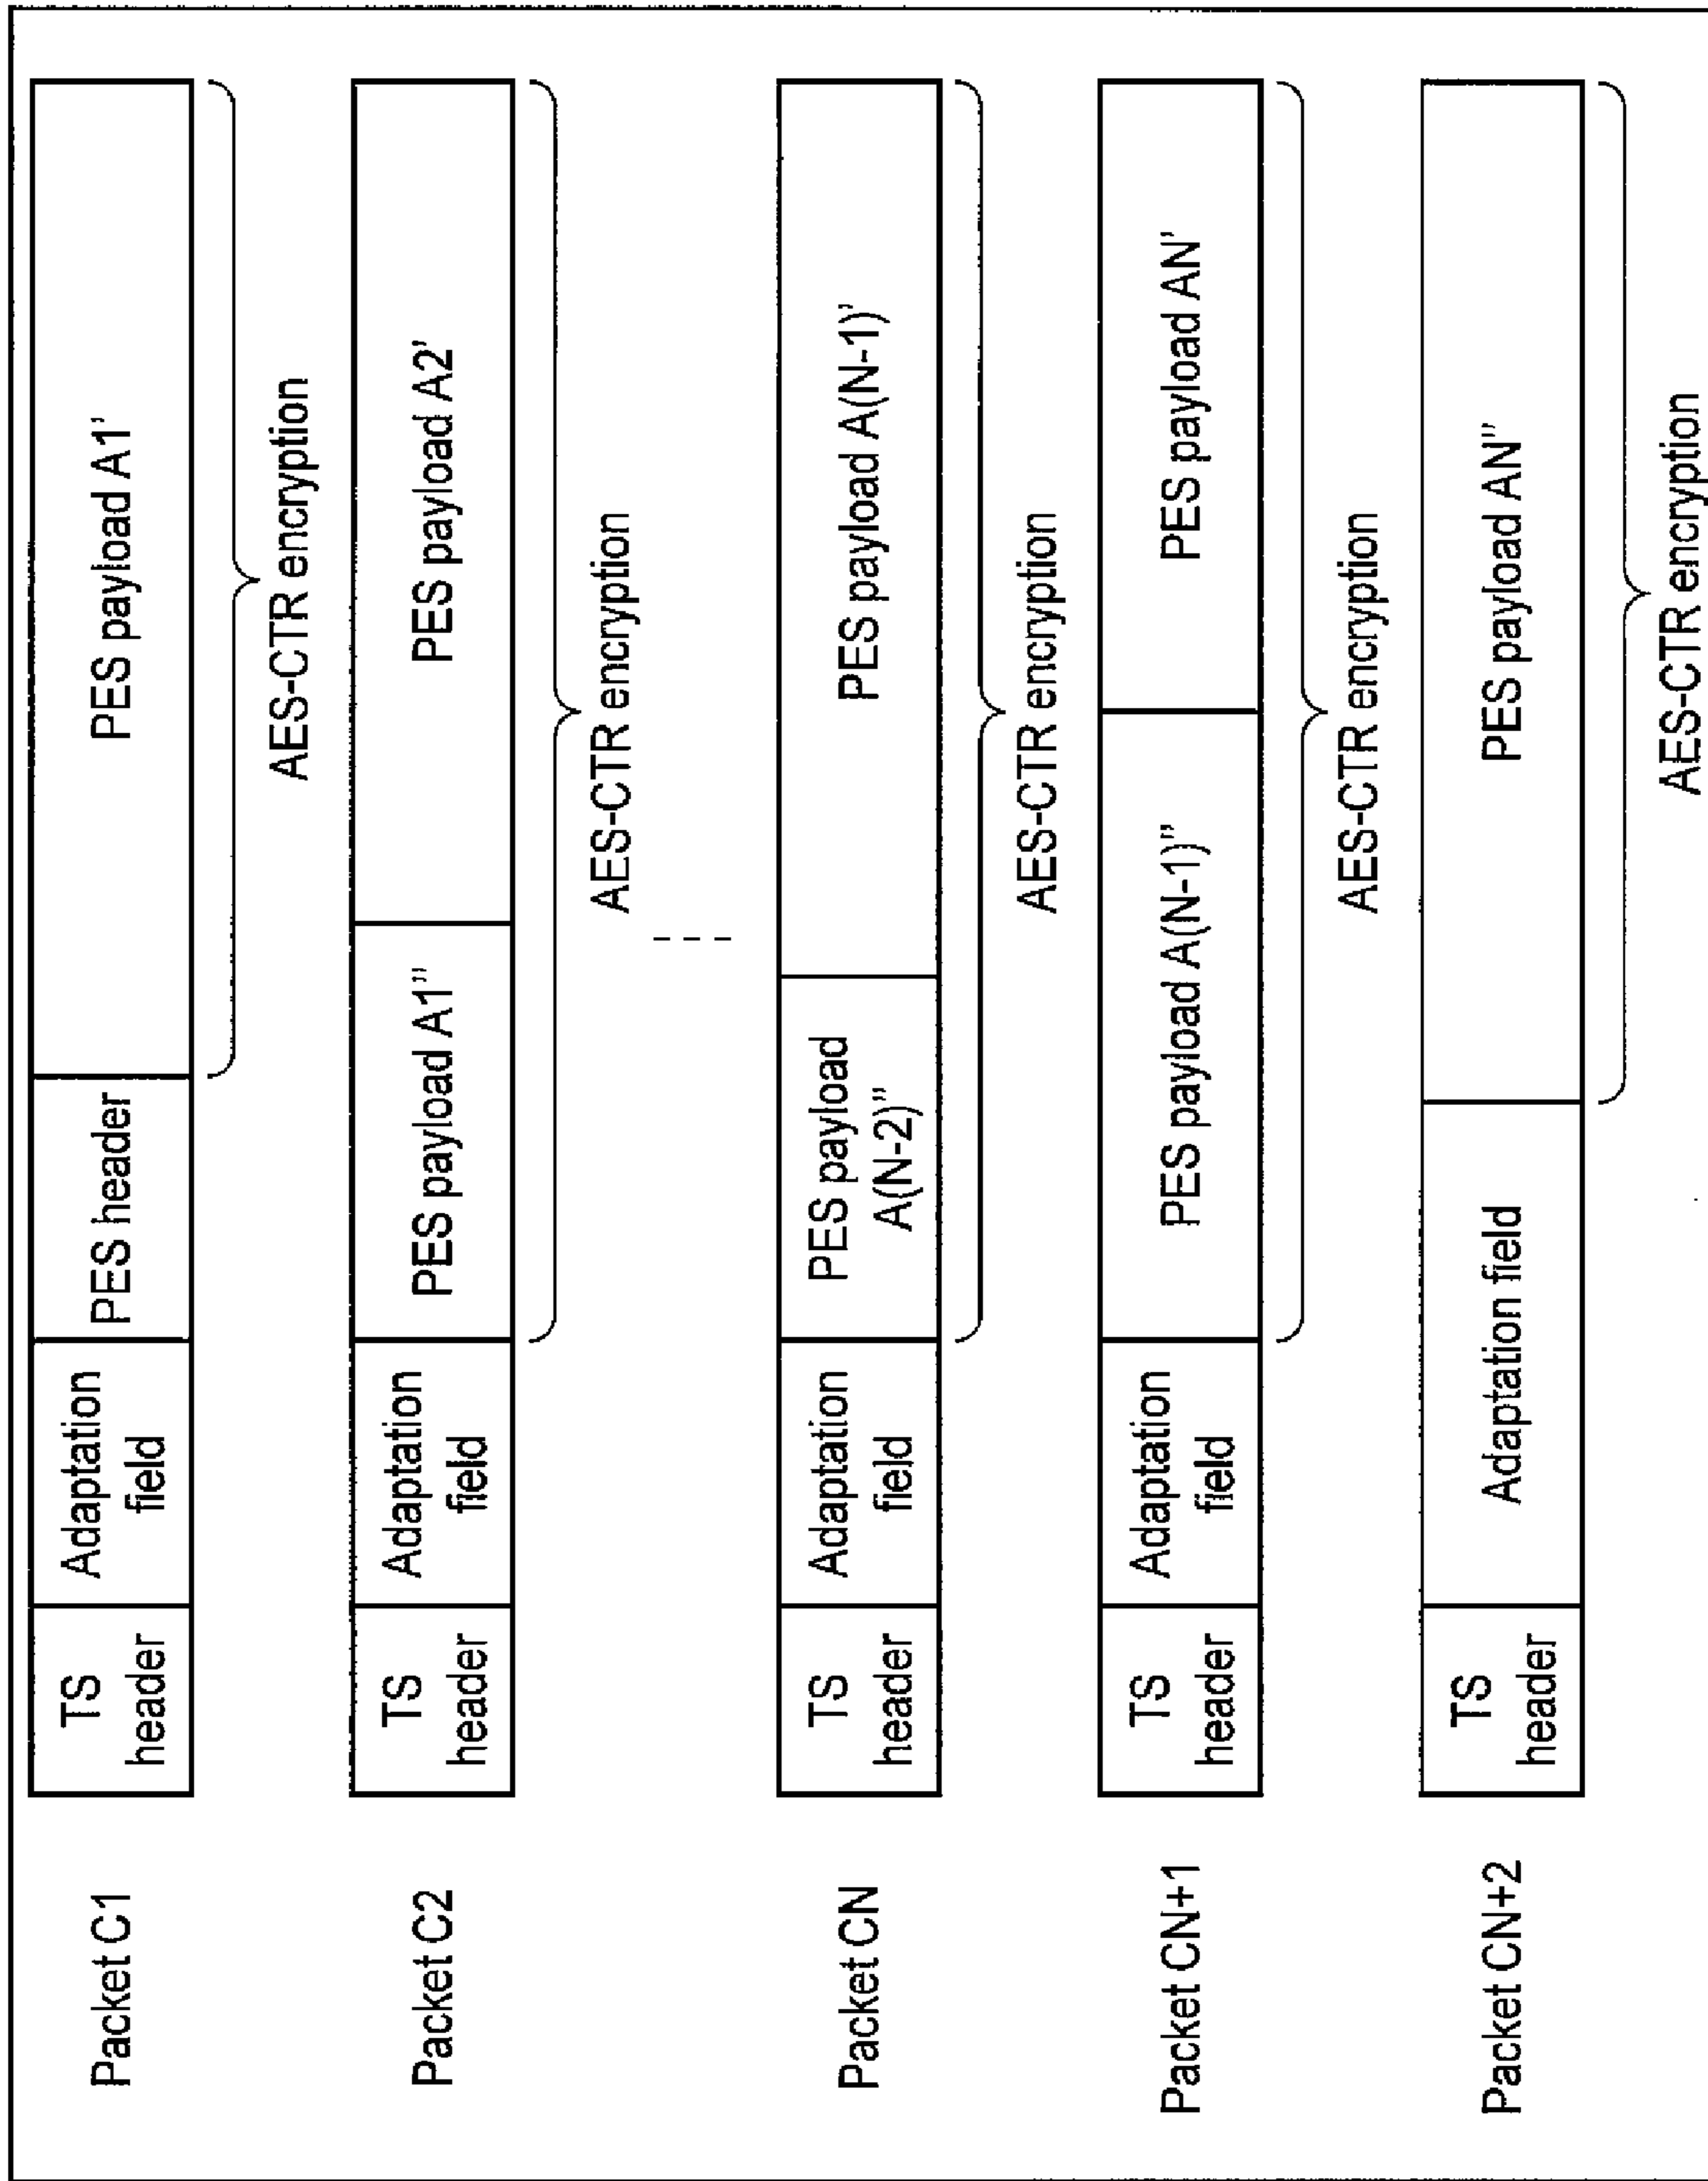 Packet C1
TS
header
Adaptation
field
PES header
PES payload A1'
AES-CTR encryption
Packet C2
TS
header
Adaptation
field
PES payload A1"
PES payload A2'
AES-CTR encryption
Packet CN
TS
header
Adaptation
field
PES payload
A(N-2)"
PES payload A(N-1)'
AES-CTR encryption
Packet CN+1
TS
header
Adaptation
field
PES payload A(N-1)"
PES payload AN'
AES-CTR encryption
Packet CN+2
TS
header
Adaptation field
PES payload AN"
AES-CTR encryption